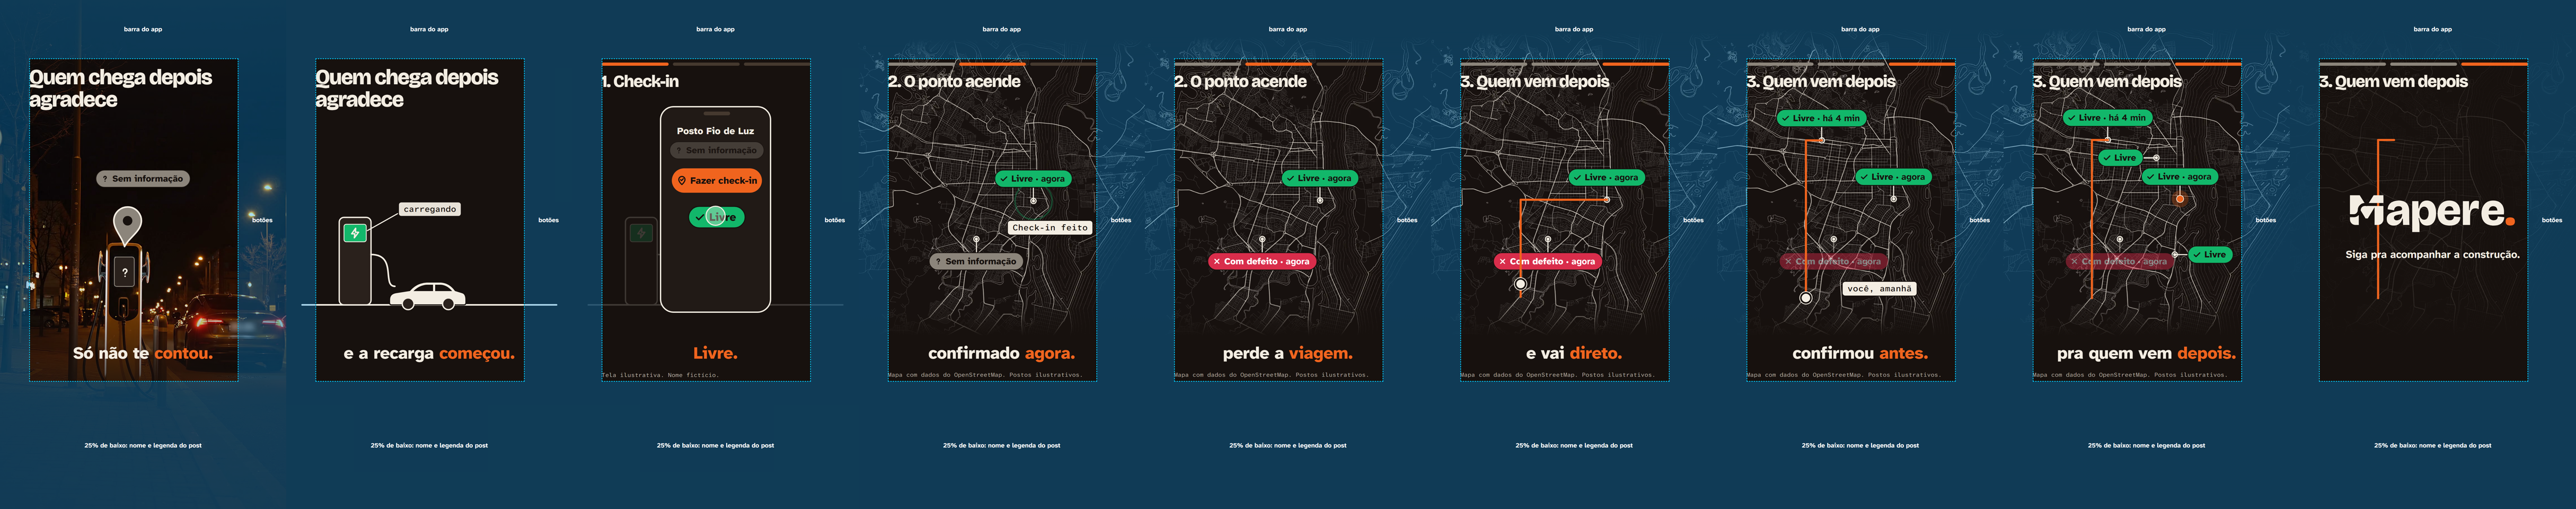 barra do app
Quem chega depois
agradece
? Sem informação
?
botões
Só não te contou.
25% de baixo: nome e legenda do post
barra do app
Quem chega depois
agradece
carregando
botões
e a recarga começou.
25% de baixo: nome e legenda do post
barra do app
1. Check-in
Posto Fio de Luz
? Sem informação
Fazer check-in
Livre
botões
Livre.
Tela ilustrativa. Nome fictício.
25% de baixo: nome e legenda do post
barra do app
2. O ponto acende
Livre · agora
botões
Check-in feito
? Sem informação
confirmado agora.
Mapa com dados do OpenStreetMap. Postos ilustrativos.
25% de baixo: nome e legenda do post
barra do app
2. O ponto acende
Livre · agora
botões
Com defeito · agora
perde a viagem.
Mapa com dados do OpenStreetMap. Postos ilustrativos.
25% de baixo: nome e legenda do post
barra do app
3. Quem vem depois
Livre · agora
botões
Com defeito · agora
e vai direto.
Mapa com dados do OpenStreetMap. Postos ilustrativos.
25% de baixo: nome e legenda do post
barra do app
3. Quem vem depois
Livre · há 4 min
Livre · agora
botões
Com defeito · agora
você, amanhã
confirmou antes.
Mapa com dados do OpenStreetMap. Postos ilustrativos.
25% de baixo: nome e legenda do post
barra do app
3. Quem vem depois
Livre · há 4 min
Livre
Livre · agora
botões
Livre
Com defeito · agora
pra quem vem depois.
Mapa com dados do OpenStreetMap. Postos ilustrativos.
25% de baixo: nome e legenda do post
barra do app
3. Quem vem depois
Mapere.
botões
Siga pra acompanhar a construção.
25% de baixo: nome e legenda do post